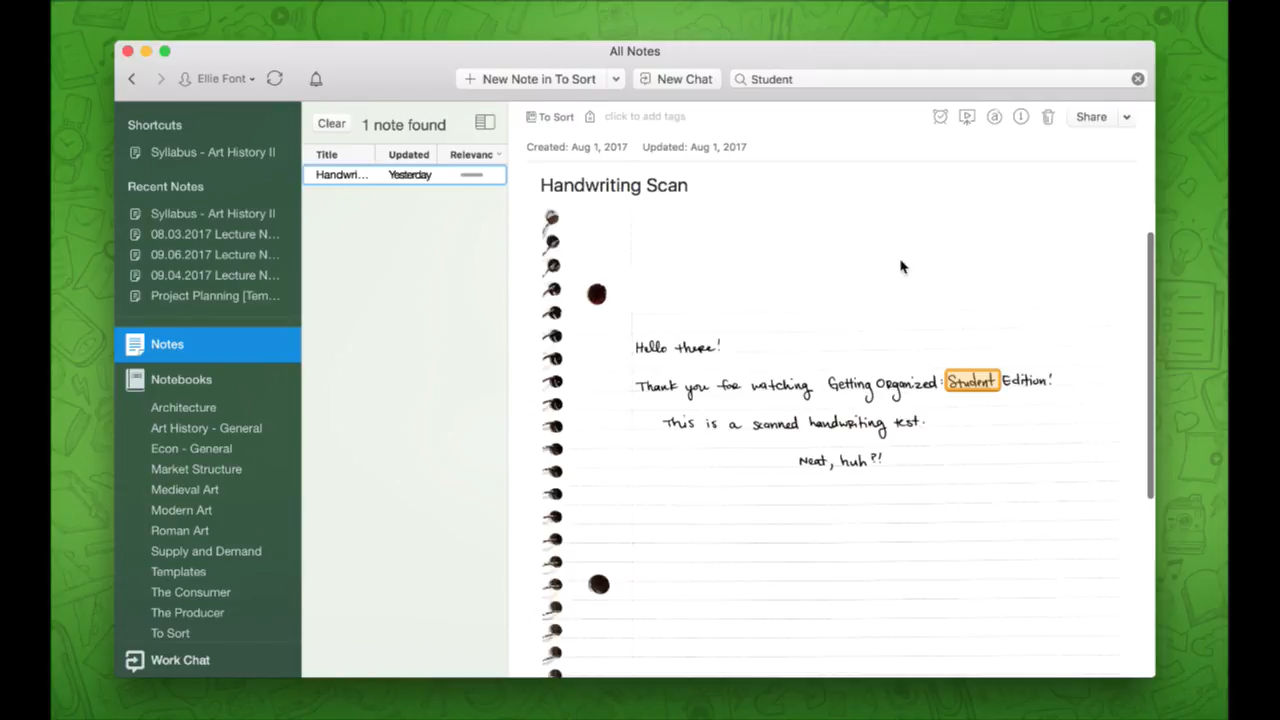 All Notes
Ellie Font
New Note in To Sort
New Chat
Student
Shortcuts
Syllabus - Art History II
Recent Notes
Syllabus - Art History II
08.03.2017 Lecture N...
09.06.2017 Lecture N...
09.04.2017 Lecture N...
Project Planning [Tem...
Notes
Notebooks
Architecture
Art History - General
Econ - General
Market Structure
Medieval Art
Modern Art
Roman Art
Supply and Demand
Templates
The Consumer
The Producer
To Sort
Work Chat
Clear
1 note found
Title Updated Relevanc
Handwri... Yesterday
To Sort click to add tags
Share
Created: Aug 1, 2017 Updated: Aug 1, 2017
Handwriting Scan
Hello there!
Thank you for watching Getting Organized: Student Edition!
This is a scanned handwriting test.
Neat, huh?!